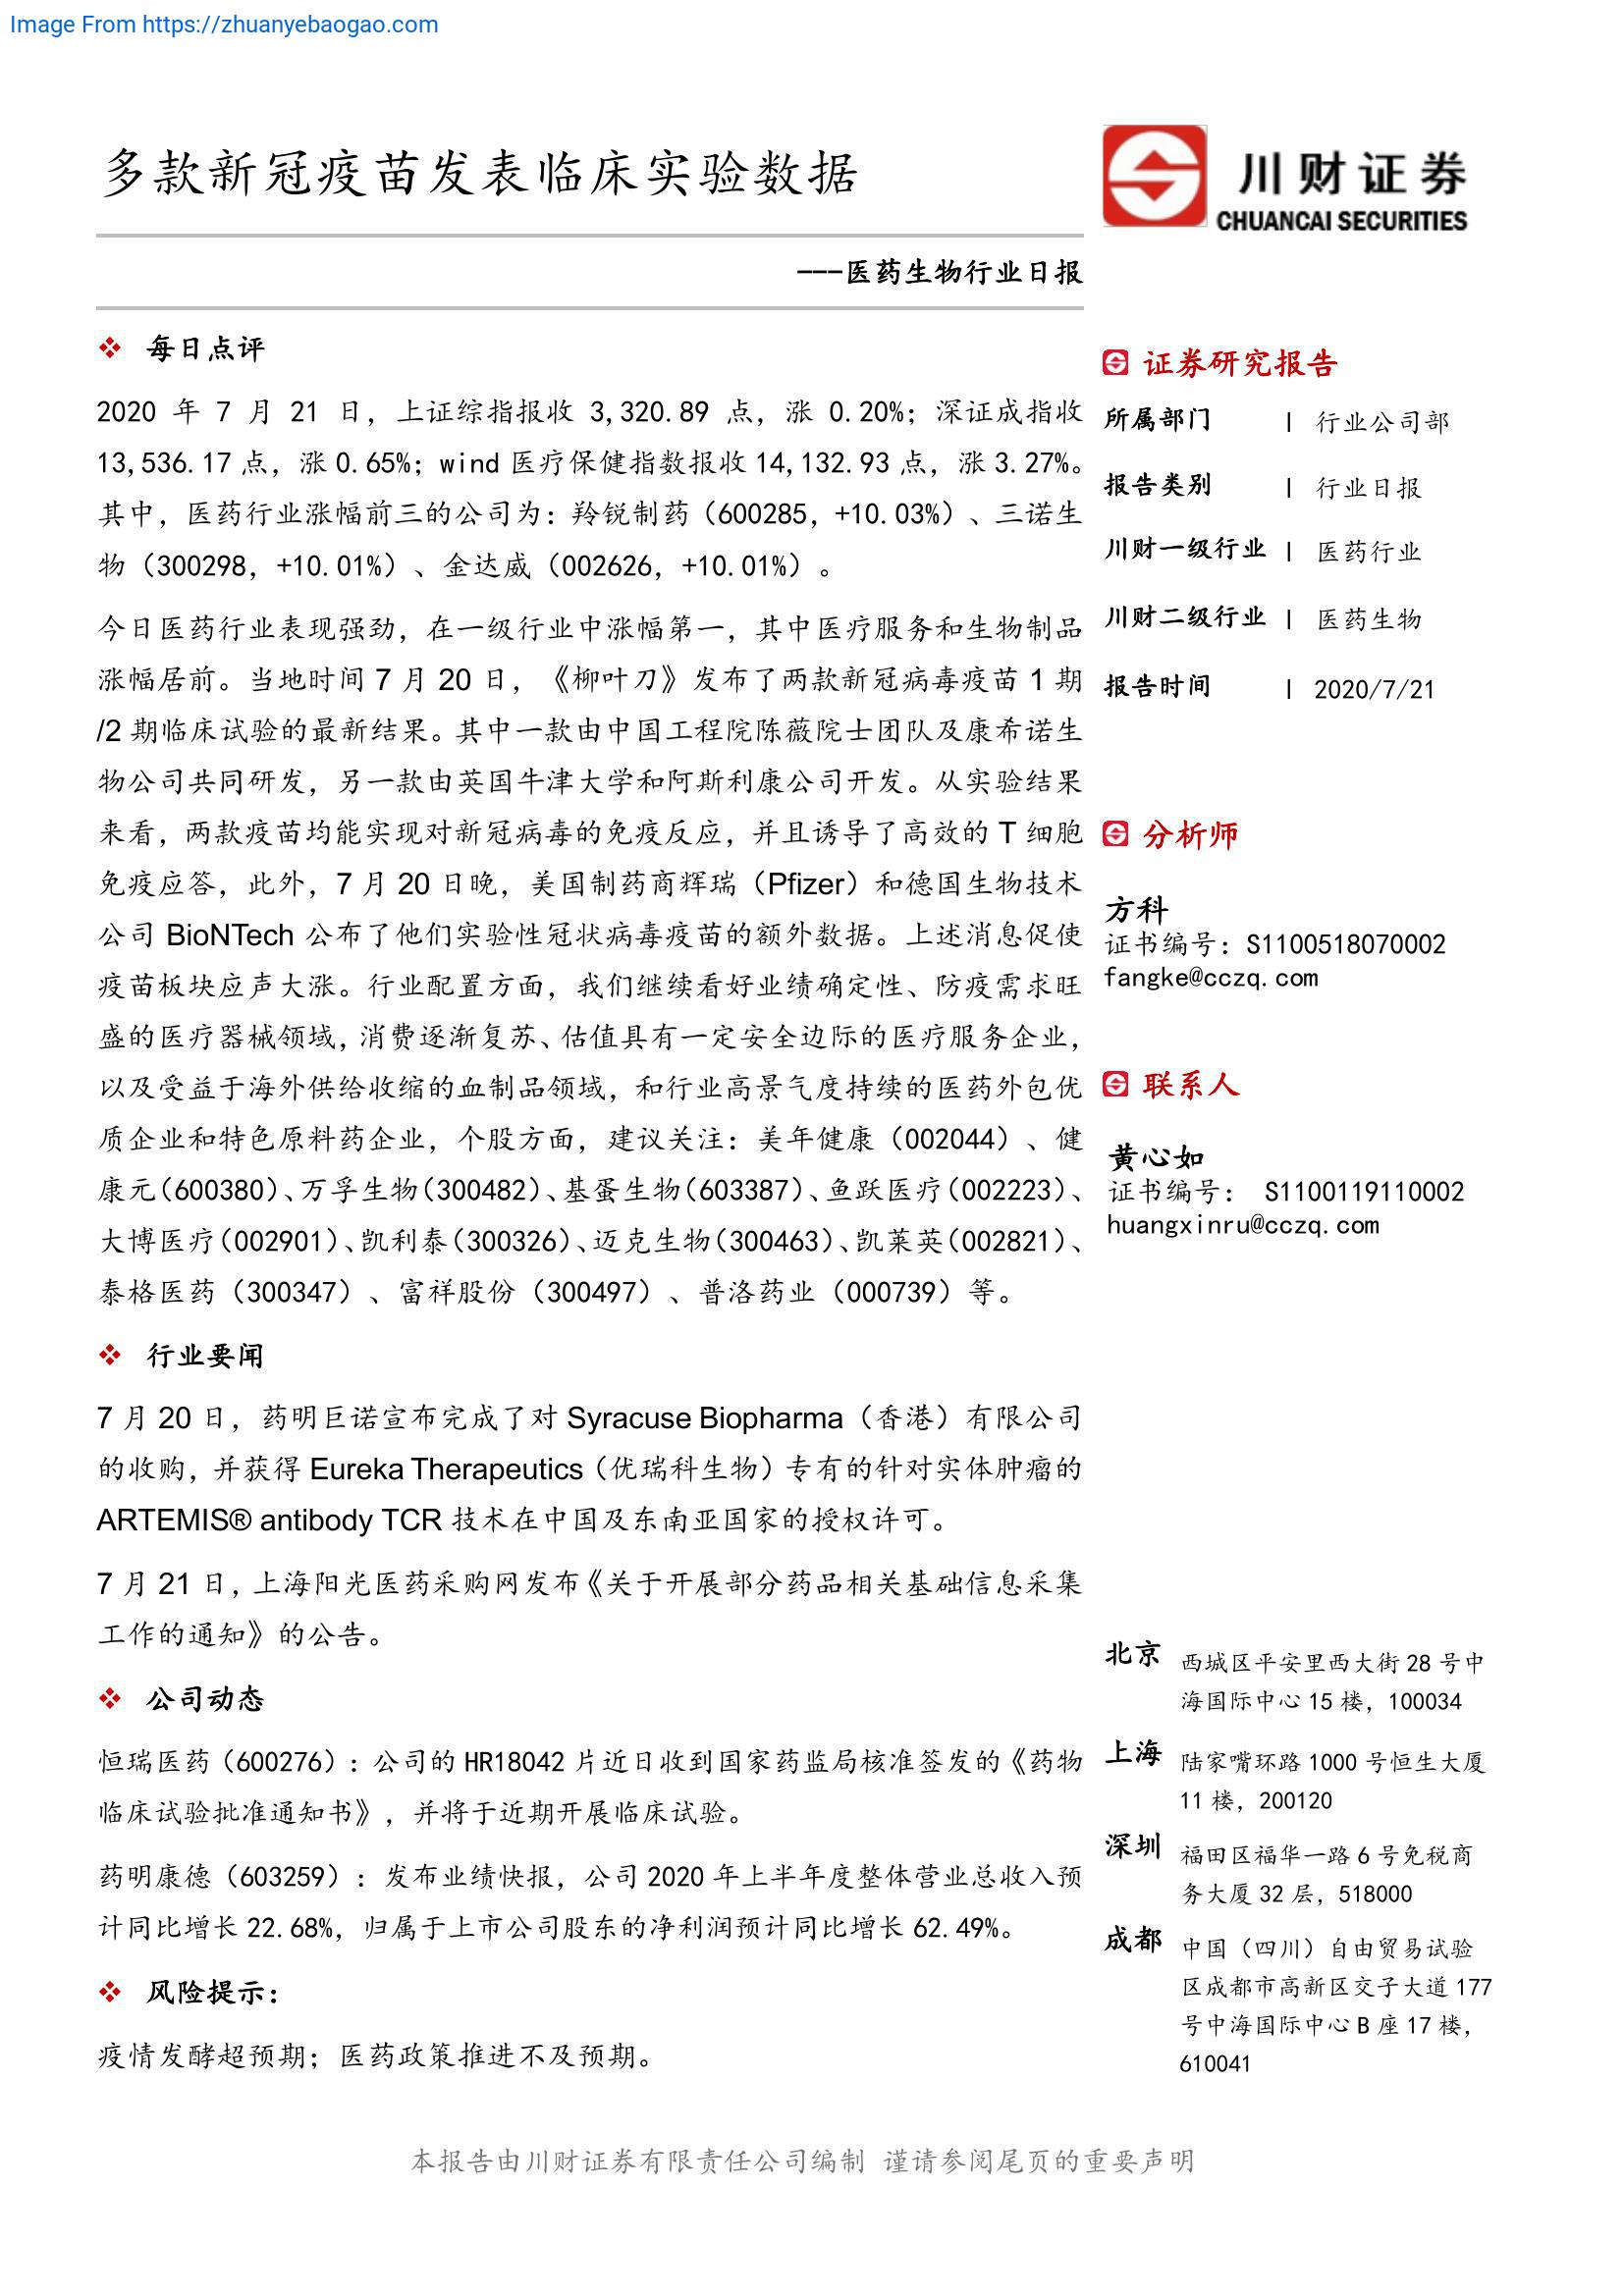 Image From https://zhuanyebaogao.com
多款新冠疫苗发表临床实验数据
川财证券
CHUANCAI SECURITIES
---医药生物行业日报
每日点评
2020 年 7 月 21 日，上证综指报收 3,320.89 点，涨 0.20%；深证成指收
13,536.17 点，涨 0.65%；wind 医疗保健指数报收 14,132.93 点，涨 3.27%。
其中，医药行业涨幅前三的公司为：羚锐制药（600285，+10.03%）、三诺生
物（300298，+10.01%）、金达威（002626，+10.01%）。
今日医药行业表现强劲，在一级行业中涨幅第一，其中医疗服务和生物制品
涨幅居前。当地时间 7 月 20 日，《柳叶刀》发布了两款新冠病毒疫苗 1 期
/2 期临床试验的最新结果。其中一款由中国工程院陈薇院士团队及康希诺生
物公司共同研发，另一款由英国牛津大学和阿斯利康公司开发。从实验结果
来看，两款疫苗均能实现对新冠病毒的免疫反应，并且诱导了高效的 T 细胞
免疫应答，此外，7 月 20 日晚，美国制药商辉瑞（Pfizer）和德国生物技术
公司 BioNTech 公布了他们实验性冠状病毒疫苗的额外数据。上述消息促使
疫苗板块应声大涨。行业配置方面，我们继续看好业绩确定性、防疫需求旺
盛的医疗器械领域，消费逐渐复苏、估值具有一定安全边际的医疗服务企业，
以及受益于海外供给收缩的血制品领域，和行业高景气度持续的医药外包优
质企业和特色原料药企业，个股方面，建议关注：美年健康（002044）、健
康元（600380）、万孚生物（300482）、基蛋生物（603387）、鱼跃医疗（002223）、
大博医疗（002901）、凯利泰（300326）、迈克生物（300463）、凯莱英（002821）、
泰格医药（300347）、富祥股份（300497）、普洛药业（000739）等。
行业要闻
7 月 20 日，药明巨诺宣布完成了对 Syracuse Biopharma（香港）有限公司
的收购，并获得 Eureka Therapeutics（优瑞科生物）专有的针对实体肿瘤的
ARTEMIS® antibody TCR 技术在中国及东南亚国家的授权许可。
7 月 21 日，上海阳光医药采购网发布《关于开展部分药品相关基础信息采集
工作的通知》的公告。
公司动态
恒瑞医药（600276）：公司的 HR18042 片近日收到国家药监局核准签发的《药物
临床试验批准通知书》，并将于近期开展临床试验。
药明康德（603259）：发布业绩快报，公司 2020 年上半年度整体营业总收入预
计同比增长 22.68%，归属于上市公司股东的净利润预计同比增长 62.49%。
风险提示：
疫情发酵超预期；医药政策推进不及预期。
证券研究报告
所属部门 | 行业公司部
报告类别 | 行业日报
川财一级行业 | 医药行业
川财二级行业 | 医药生物
报告时间 | 2020/7/21
分析师
方科
证书编号：S1100518070002
fangke@cczq.com
联系人
黄心如
证书编号： S1100119110002
huangxinru@cczq.com
北京 西城区平安里西大街 28 号中
海国际中心 15 楼，100034
上海 陆家嘴环路 1000 号恒生大厦
11 楼，200120
深圳 福田区福华一路 6 号免税商
务大厦 32 层，518000
成都 中国（四川）自由贸易试验
区成都市高新区交子大道 177
号中海国际中心 B 座 17 楼，
610041
本报告由川财证券有限责任公司编制 谨请参阅尾页的重要声明